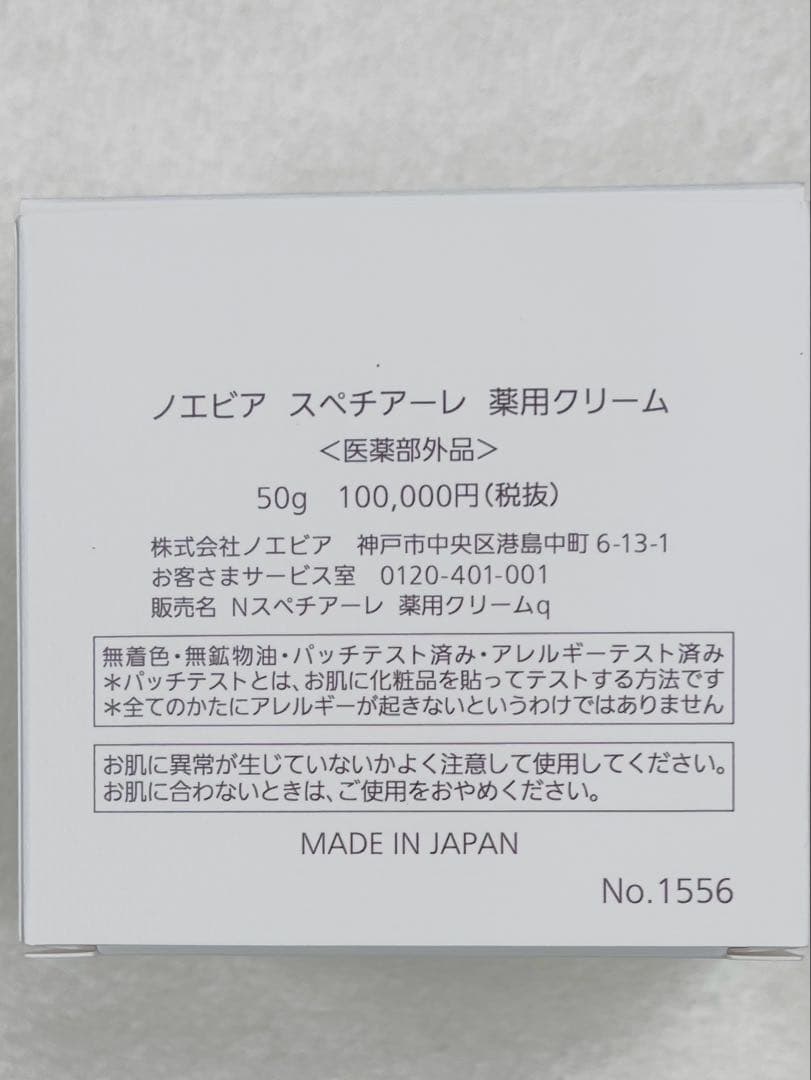 ノエビア スペチアーレ 薬用クリーム
＜医薬部外品＞
50g 100,000円（税抜）
株式会社ノエビア 神戸市中央区港島中町6-13-1
お客さまサービス室 0120-401-001
販売名 Nスペチアーレ 薬用クリームq
無着色・無鉱物油・パッチテスト済み・アレルギーテスト済み
＊パッチテストとは、お肌に化粧品を貼ってテストする方法です
＊全てのかたにアレルギーが起きないというわけではありません
お肌に異常が生じていないかよく注意して使用してください。
お肌に合わないときは、ご使用をおやめください。
MADE IN JAPAN
No.1556